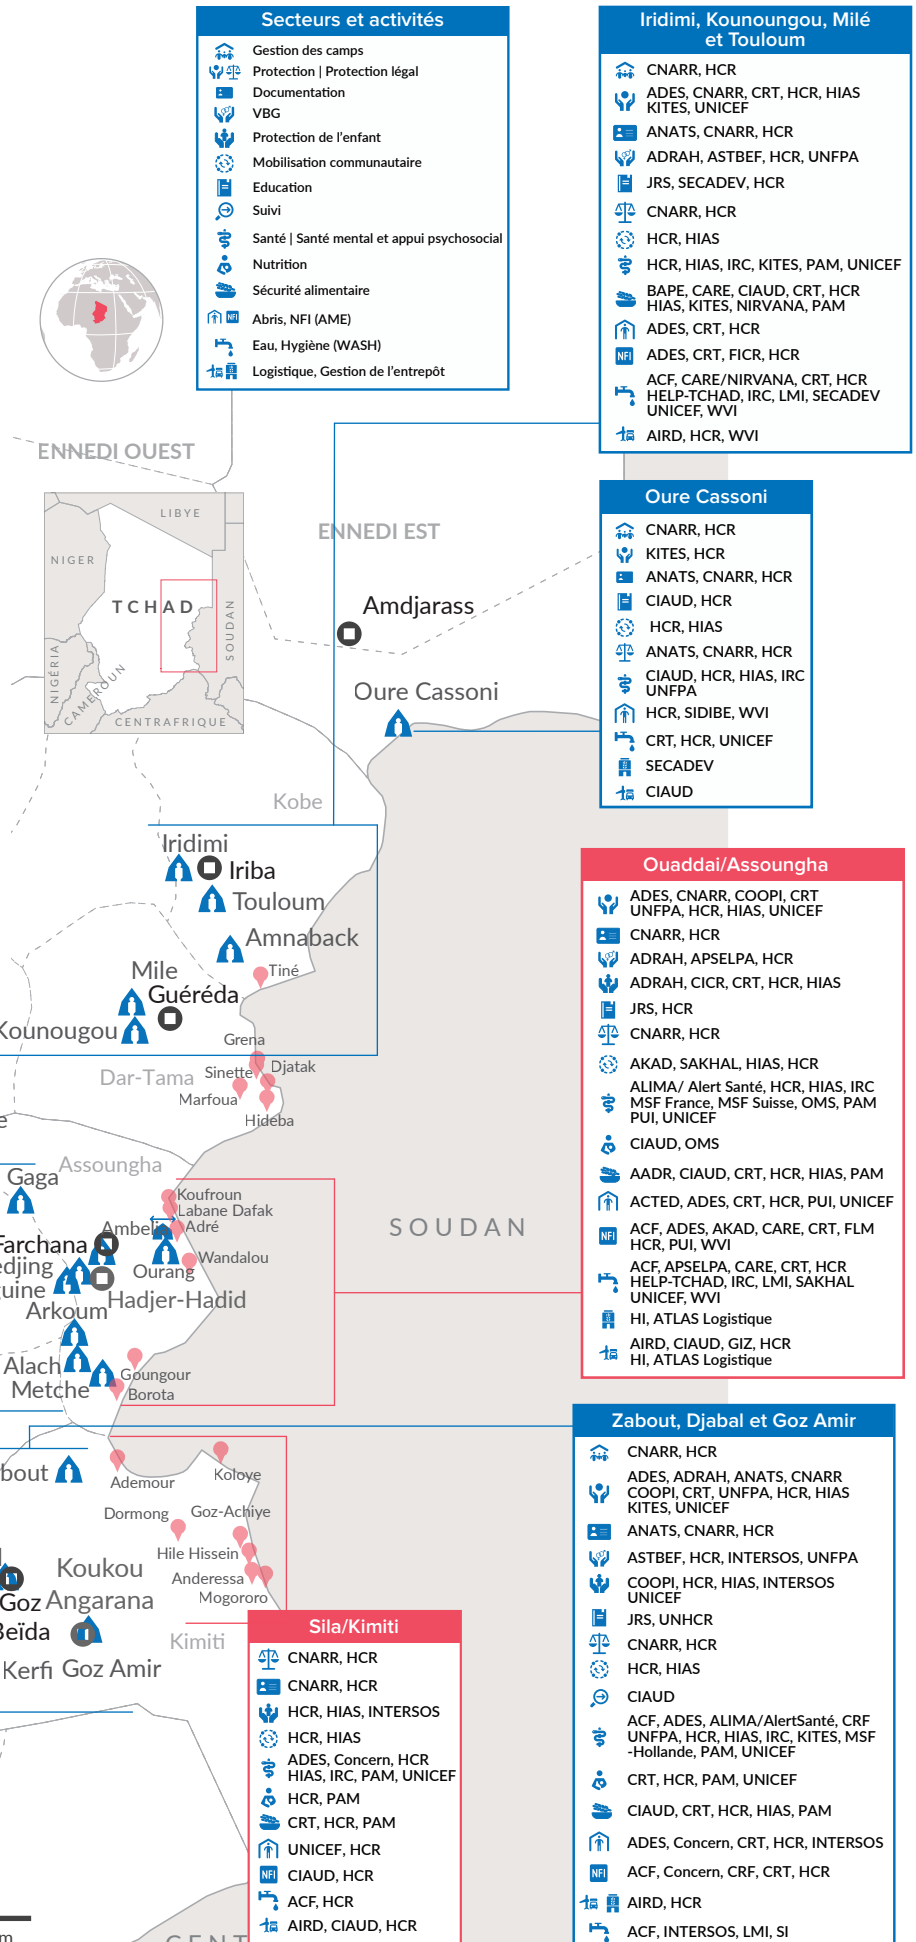 Secteurs et activités
Gestion des camps
Protection | Protection légal
Documentation
VBG
Protection de l'enfant
Mobilisation communautaire
Education
Suivi
Santé | Santé mental et appui psychosocial
Nutrition
Sécurité alimentaire
NFI
Abris, NFI (AME)
Eau, Hygiène (WASH)
Logistique, Gestion de l'entrepôt
Iridimi, Kounoungou, Milé
et Touloum
CNARR, HCR
ADES, CNARR, CRT, HCR, HIAS
KITES, UNICEF
ANATS, CNARR, HCR
ADRAH, ASTBEF, HCR, UNFPA
JRS, SECADEV, HCR
CNARR, HCR
HCR, HIAS
HCR, HIAS, IRC, KITES, PAM, UNICEF
BAPE, CARE, CIAUD, CRT, HCR
HIAS, KITES, NIRVANA, PAM
ADES, CRT, HCR
NFI
ADES, CRT, FICR, HCR
ACF, CARE/NIRVANA, CRT, HCR
HELP-TCHAD, IRC, LMI, SECADEV
UNICEF, WVI
AIRD, HCR, WVI
Oure Cassoni
CNARR, HCR
KITES, HCR
ANATS, CNARR, HCR
CIAUD, HCR
HCR, HIAS
ANATS, CNARR, HCR
CIAUD, HCR, HIAS, IRC
UNFPA
HCR, SIDIBE, WVI
CRT, HCR, UNICEF
SECADEV
CIAUD
Ouaddai/Assoungha
ADES, CNARR, COOPI, CRT
UNFPA, HCR, HIAS, UNICEF
CNARR, HCR
ADRAH, APSELPA, HCR
ADRAH, CICR, CRT, HCR, HIAS
JRS, HCR
CNARR, HCR
AKAD, SAKHAL, HIAS, HCR
ALIMA/ Alert Santé, HCR, HIAS, IRC
MSF France, MSF Suisse, OMS, PAM
PUI, UNICEF
CIAUD, OMS
AADR, CIAUD, CRT, HCR, HIAS, PAM
ACTED, ADES, CRT, HCR, PUI, UNICEF
NFI
ACF, ADES, AKAD, CARE, CRT, FLM
HCR, PUI, WVI
ACF, APSELPA, CARE, CRT, HCR
HELP-TCHAD, IRC, LMI, SAKHAL
UNICEF, WVI
HI, ATLAS Logistique
AIRD, CIAUD, GIZ, HCR
HI, ATLAS Logistique
Zabout, Djabal et Goz Amir
CNARR, HCR
ADES, ADRAH, ANATS, CNARR
COOPI, CRT, UNFPA, HCR, HIAS
KITES, UNICEF
ANATS, CNARR, HCR
ASTBEF, HCR, INTERSOS, UNFPA
COOPI, HCR, HIAS, INTERSOS
UNICEF
JRS, UNHCR
CNARR, HCR
HCR, HIAS
CIAUD
ACF, ADES, ALIMA/AlertSanté, CRF
UNFPA, HCR, HIAS, IRC, KITES, MSF
-Hollande, PAM, UNICEF
CRT, HCR, PAM, UNICEF
CIAUD, CRT, HCR, HIAS, PAM
ADES, Concern, CRT, HCR, INTERSOS
NFI
ACF, Concern, CRF, CRT, HCR
AIRD, HCR
ACF, INTERSOS, LMI, SI
Sila/Kimiti
CNARR, HCR
CNARR, HCR
HCR, HIAS, INTERSOS
HCR, HIAS
ADES, Concern, HCR
HIAS, IRC, PAM, UNICEF
HCR, PAM
CRT, HCR, PAM
UNICEF, HCR
NFI
CIAUD, HCR
ACF, HCR
AIRD, CIAUD, HCR
ENNEDI OUEST
ENNEDI EST
LIBYE
NIGER
TCHAD
SOUDAN
NIGÉRIA
CAMEROUN
CENTRAFRIQUE
Amdjarass
Oure Cassoni
Kobe
Iridimi
Iriba
Touloum
Amnaback
Tiné
Mile
Guéréda
Kounougou
Grena
Sinette
Djatak
Dar-Tama
Marfoua
Hideba
e
Assoungha
Gaga
Koufroun
Labane Dafak
Ambelia
Adré
SOUDAN
Farchana
Wandalou
edjing
Ourang
uine
Hadjer-Hadid
Arkoum
Alach
Goungour
Metche
Borota
bout
Ademour
Koloye
Dormong
Goz-Achiye
Hile Hissein
Koukou
Angarana
Anderessa
Mogororo
Goz
Beïda
Kimiti
Kerfi
Goz Amir
m
CENT